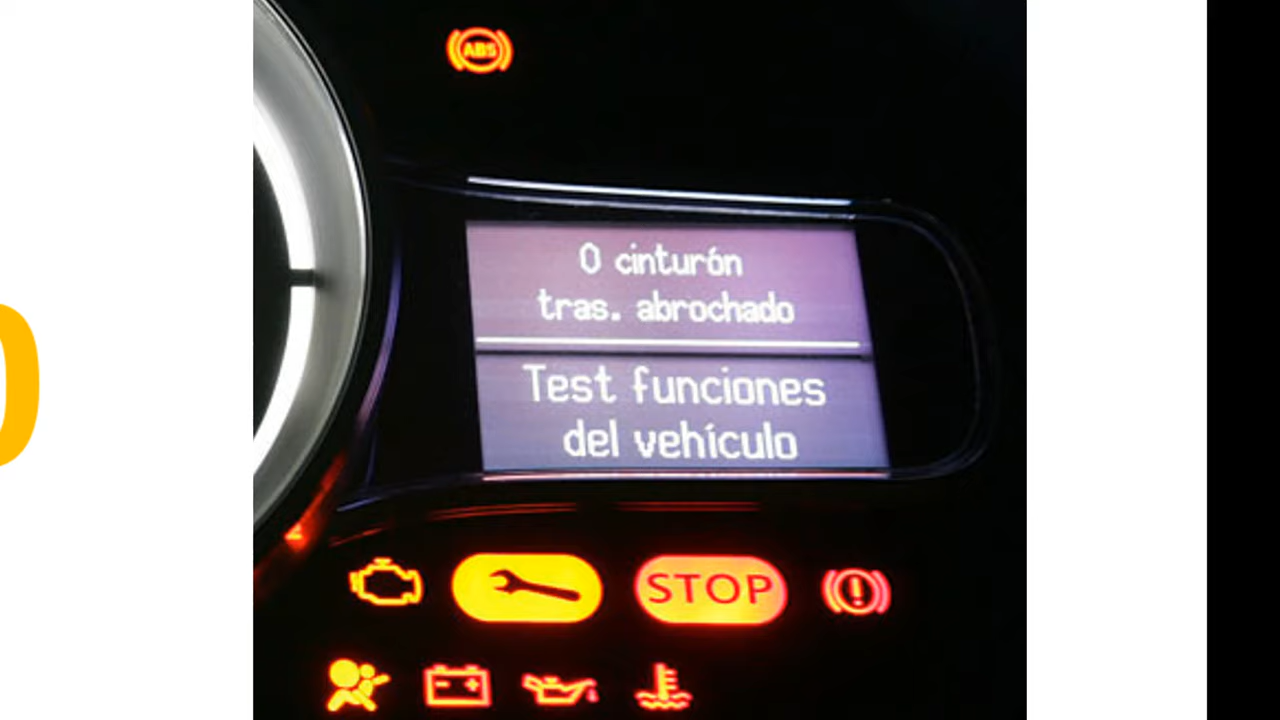 ABS
0 cinturón
tras. abrochado
Test funciones
del vehículo
STOP